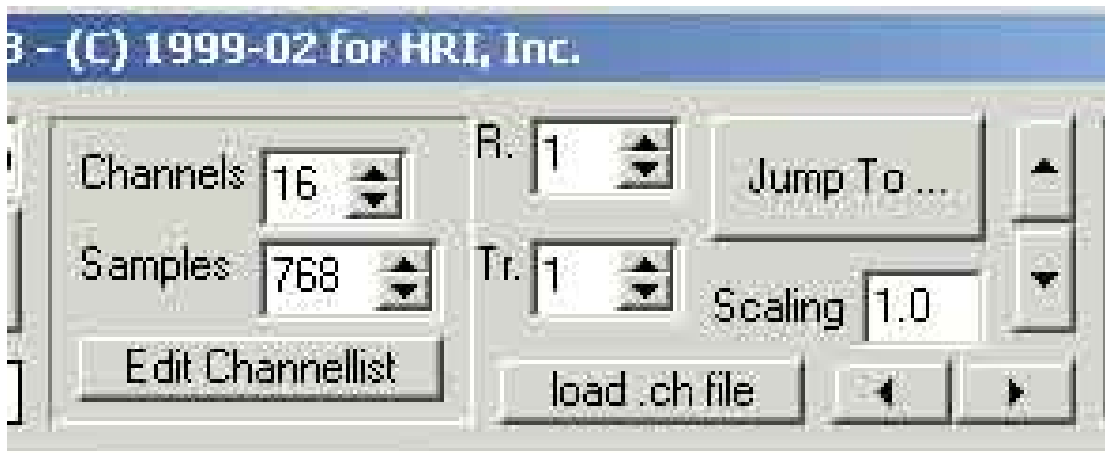 - (C) 1999-02 for HRI, Inc.
Channels 16
Samples 768
Edit Channellist
R. 1
Tr. 1
Jump To ...
Scaling 1.0
load .ch file